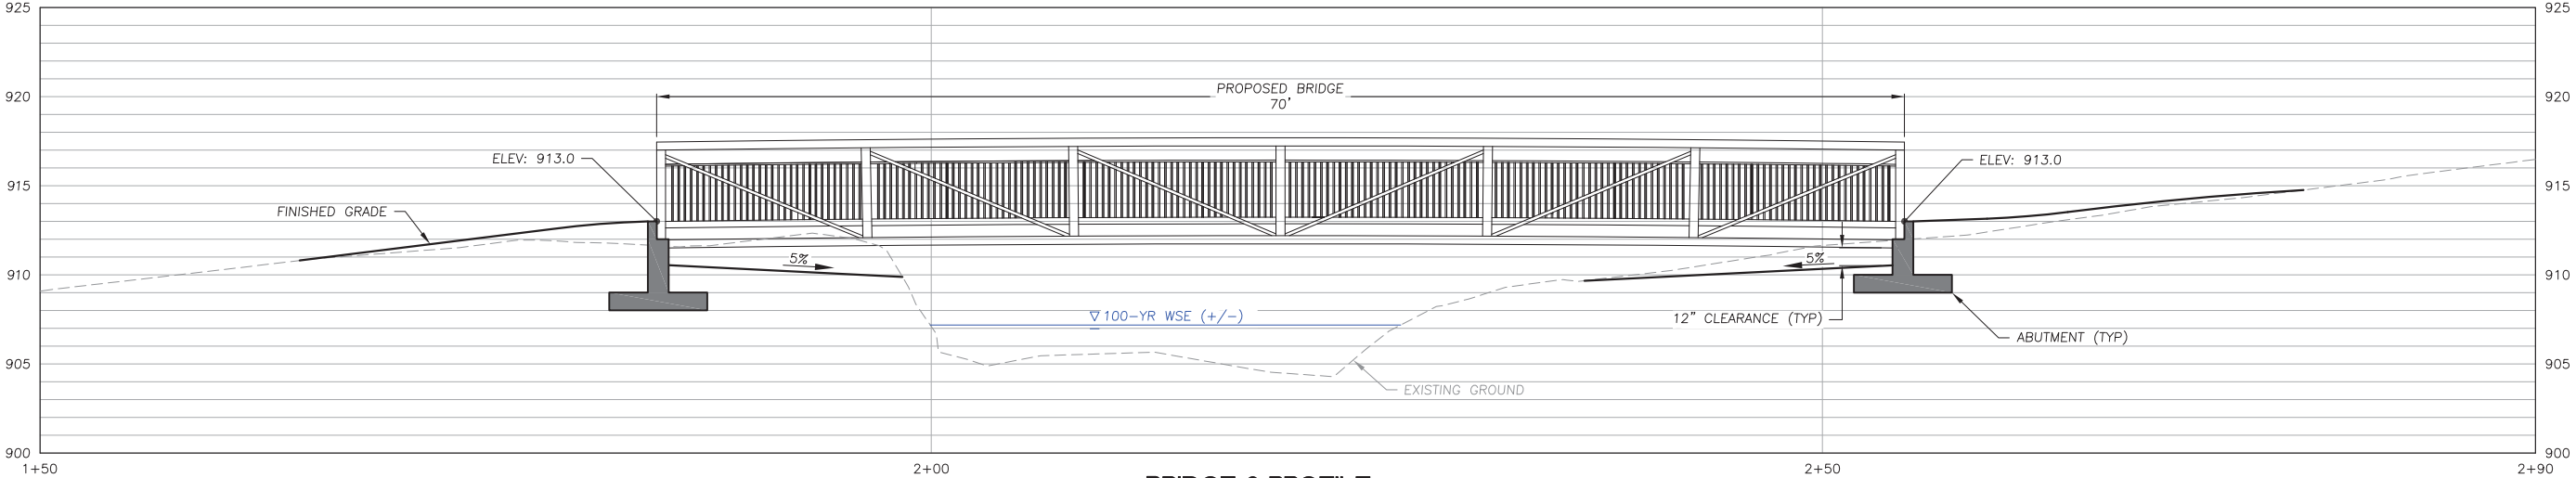 925
925
920
920
PROPOSED BRIDGE
70'
ELEV: 913.0
ELEV: 913.0
915
915
FINISHED GRADE
910
910
5%
5%
▽ 100-YR WSE (+/-)
12" CLEARANCE (TYP)
ABUTMENT (TYP)
905
905
EXISTING GROUND
900
900
1+50
2+00
2+50
2+90